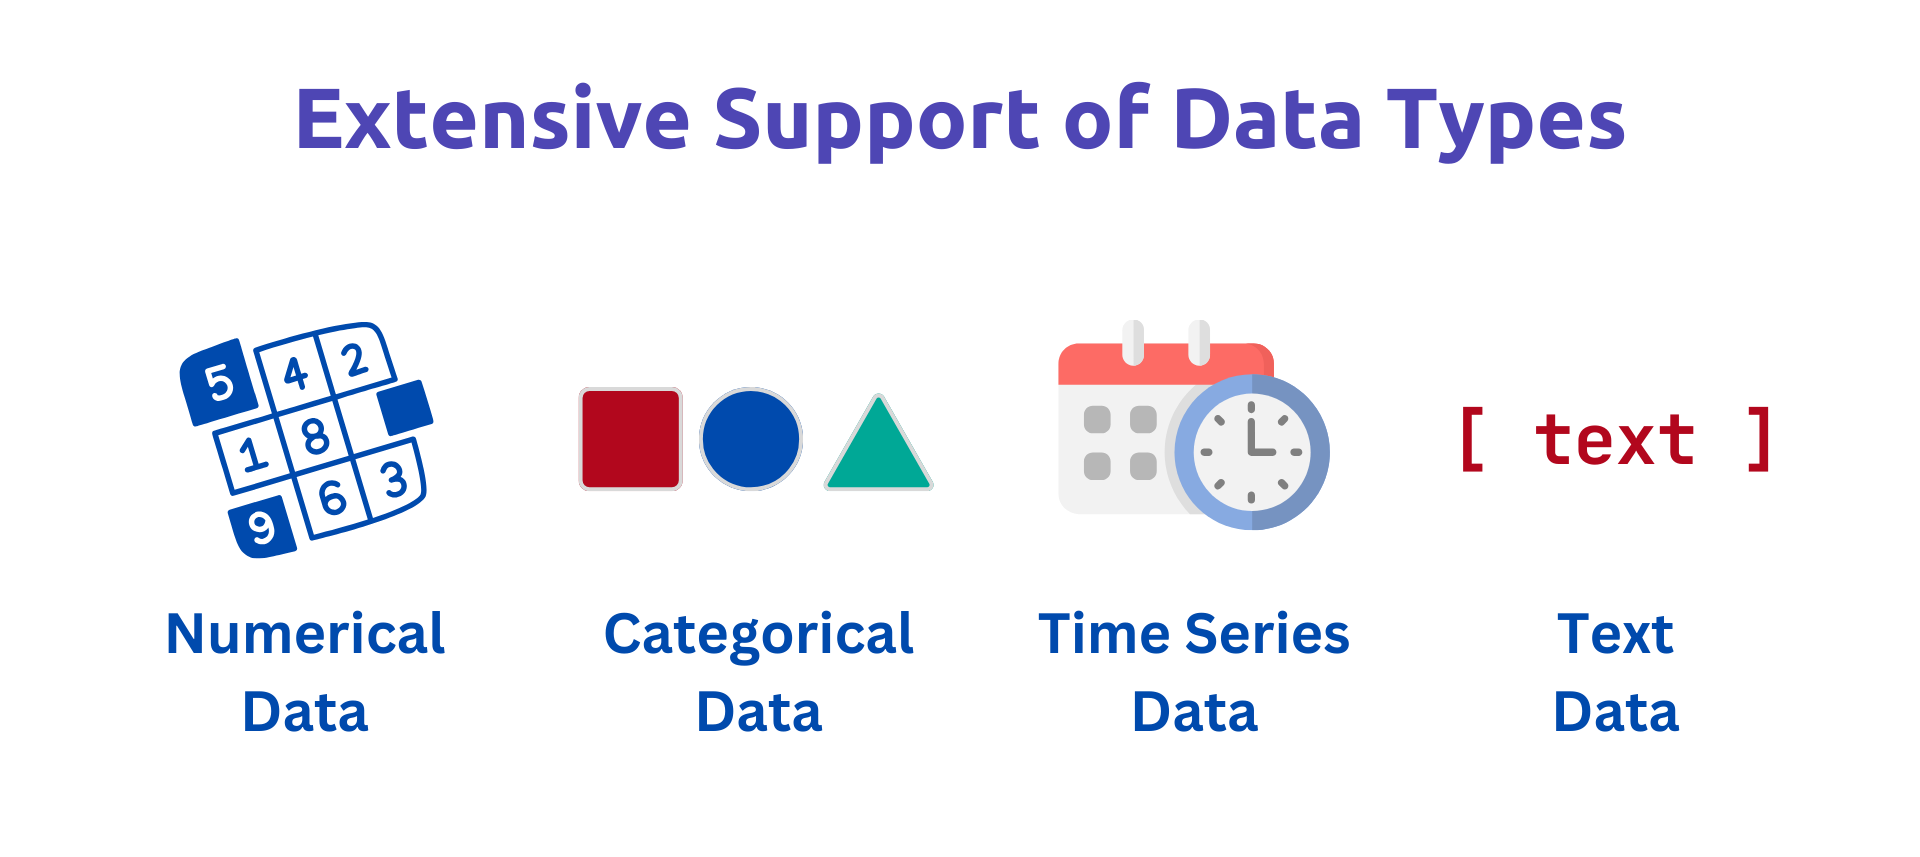 Extensive Support of Data Types
5 4 2
1 8
9 6 3
[ text ]
Numerical
Data
Categorical
Data
Time Series
Data
Text
Data